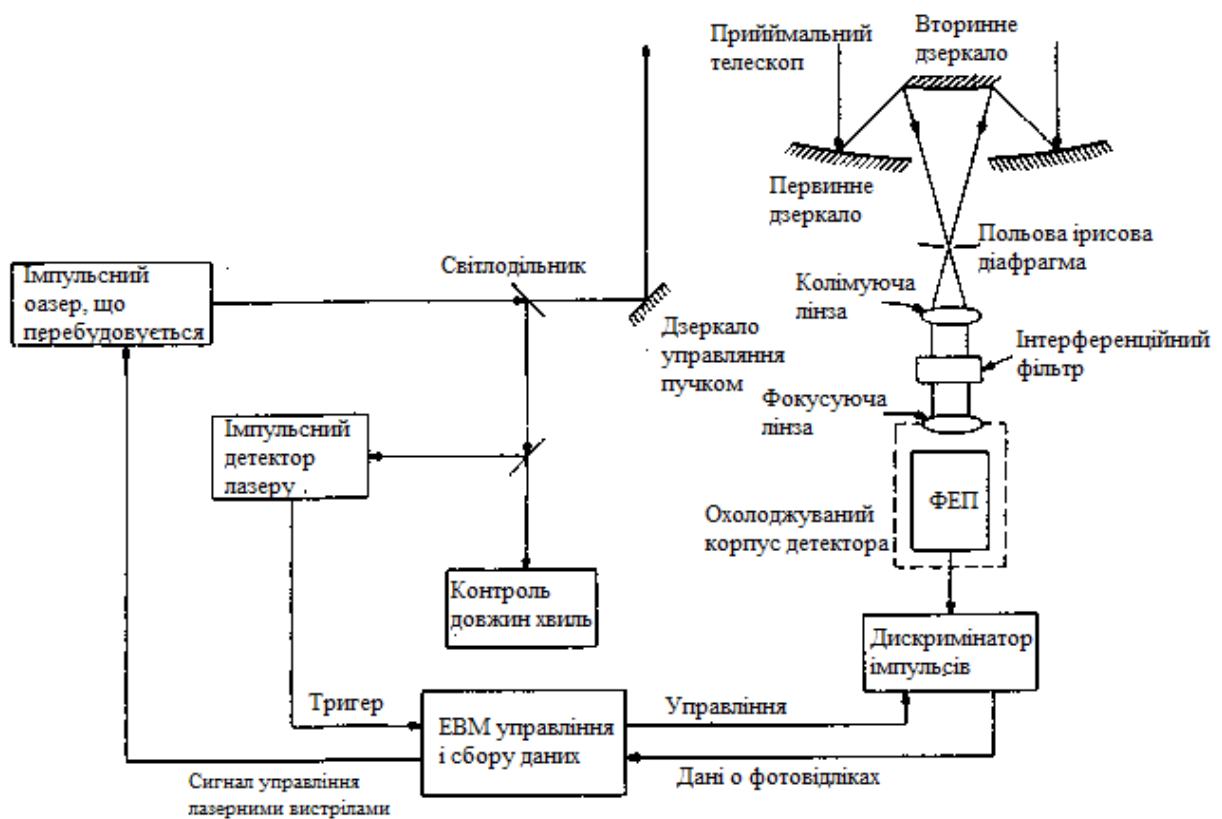 Прийймальний
телескоп
Вторинне
дзеркало
Первинне
дзеркало
Польова ірисова
діафрагма
Світлодільник
Імпульсний
оазер, що
перебудовується
Колімуюча
лінза
Дзеркало
управляння
пучком
Інтерференційний
фільтр
Фокусуюча
лінза
Імпульсний
детектор
лазеру
ФЕП
Охолоджуваний
корпус детектора
Контроль
довжин хвиль
Дискримінатор
імпульсів
Тригер
ЕВМ управління
і сбору даних
Управління
Дані о фотовідліках
Сигнал управління
лазерними вистрілами